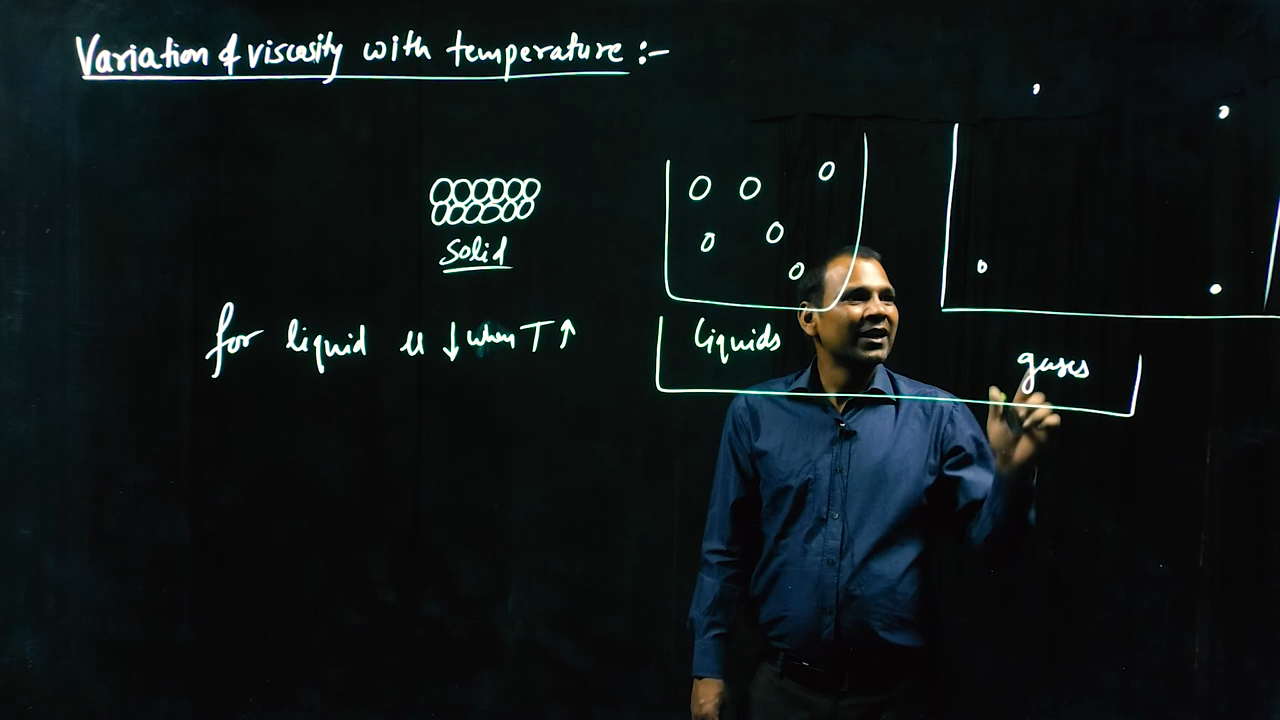 Variation of viscosity with temperature :-
solid
for liquid μ ↓ when T ↑
liquids
gases